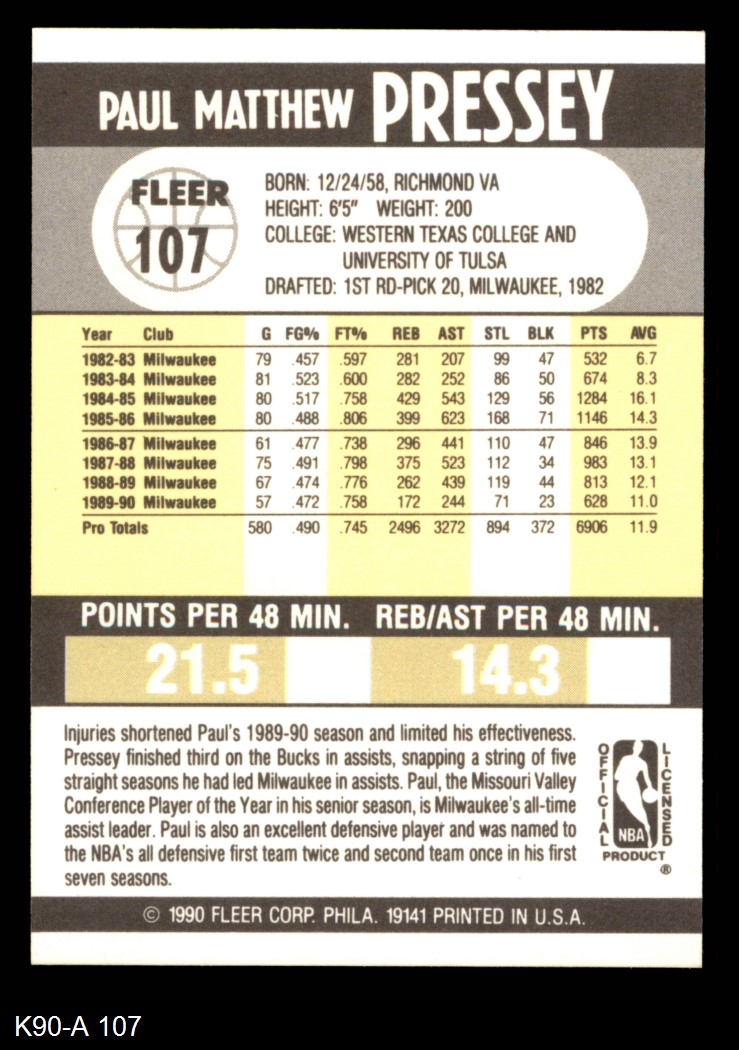 PAUL MATTHEW PRESSEY
FLEER
107
BORN: 12/24/58, RICHMOND VA
HEIGHT: 6'5" WEIGHT: 200
COLLEGE: WESTERN TEXAS COLLEGE AND
UNIVERSITY OF TULSA
DRAFTED: 1ST RD-PICK 20, MILWAUKEE, 1982
Year Club G FG% FT% REB AST STL BLK PTS AVG
1982-83 Milwaukee 79 .457 .597 281 207 99 47 532 6.7
1983-84 Milwaukee 81 .523 .600 282 252 86 50 674 8.3
1984-85 Milwaukee 80 .517 .758 429 543 129 56 1284 16.1
1985-86 Milwaukee 80 .488 .806 399 623 168 71 1146 14.3
1986-87 Milwaukee 61 .477 .738 296 441 110 47 846 13.9
1987-88 Milwaukee 75 .491 .798 375 523 112 34 983 13.1
1988-89 Milwaukee 67 .474 .776 262 439 119 44 813 12.1
1989-90 Milwaukee 57 .472 .758 172 244 71 23 628 11.0
Pro Totals 580 .490 .745 2496 3272 894 372 6906 11.9
POINTS PER 48 MIN. REB/AST PER 48 MIN.
21.5 14.3
Injuries shortened Paul's 1989-90 season and limited his effectiveness.
Pressey finished third on the Bucks in assists, snapping a string of five
straight seasons he had led Milwaukee in assists. Paul, the Missouri Valley
Conference Player of the Year in his senior season, is Milwaukee's all-time
assist leader. Paul is also an excellent defensive player and was named to
the NBA's all defensive first team twice and second team once in his first
seven seasons.
OFFICIAL
LICENSED
NBA
PRODUCT
®
© 1990 FLEER CORP. PHILA. 19141 PRINTED IN U.S.A.
K90-A 107